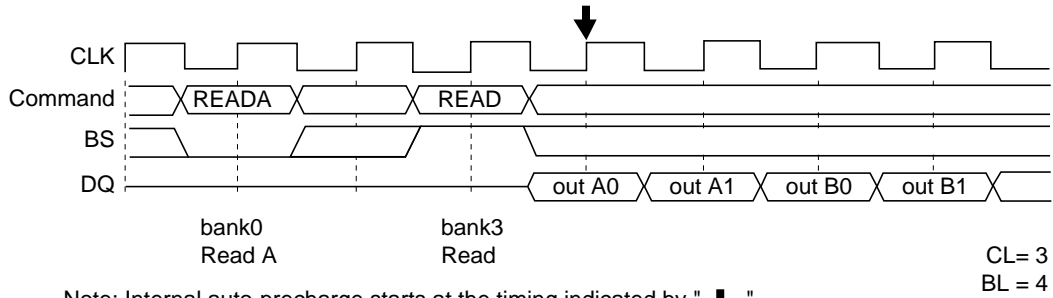 CLK
Command READA READ
BS
DQ out A0 out A1 out B0 out B1
bank0 bank3
Read A Read
CL= 3
BL = 4
Note: Internal auto-precharge starts at the timing indicated by " ".